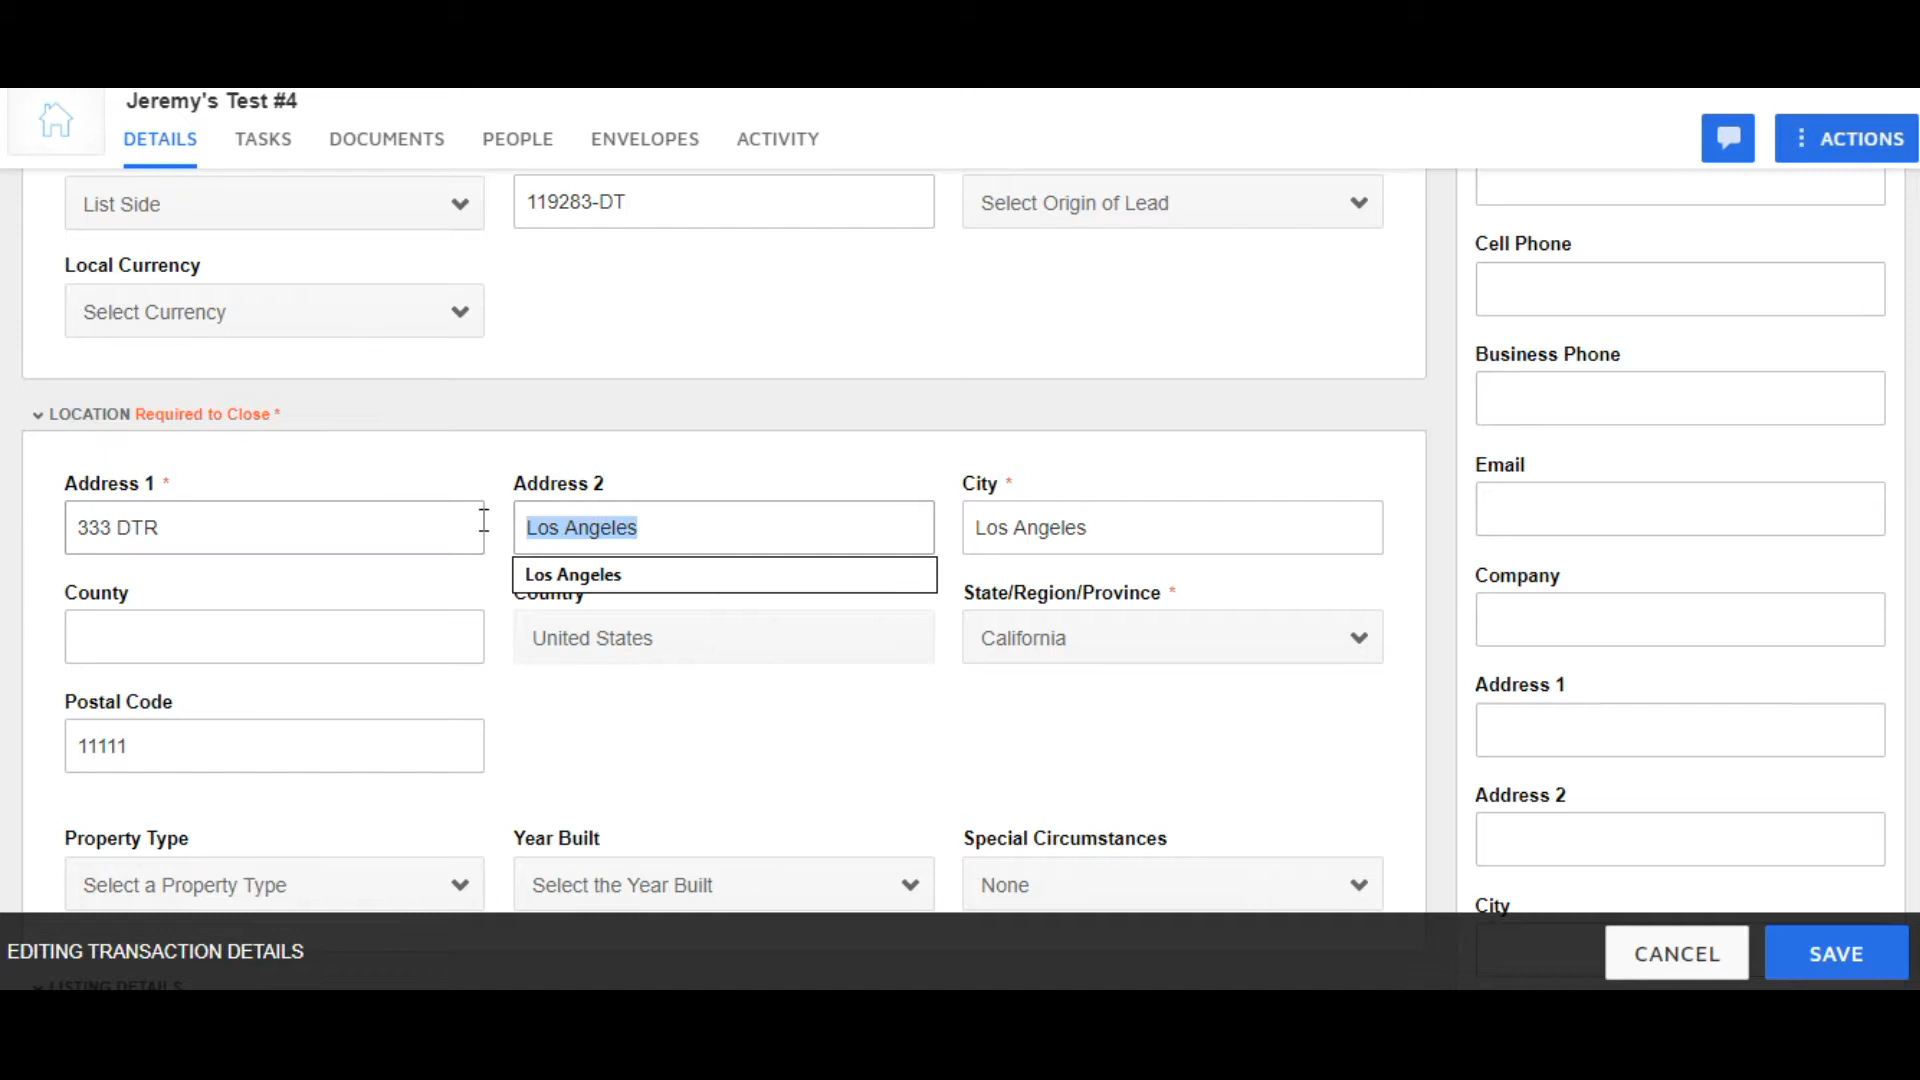 Jeremy's Test #4
DETAILS TASKS DOCUMENTS PEOPLE ENVELOPES ACTIVITY
ACTIONS
List Side
119283-DT
Select Origin of Lead
Local Currency
Select Currency
LOCATION Required to Close *
Address 1 *
Address 2
City *
333 DTR
Los Angeles
Los Angeles
Los Angeles
County
Country
State/Region/Province *
United States
California
Postal Code
11111
Property Type
Year Built
Special Circumstances
Select a Property Type
Select the Year Built
None
Cell Phone
Business Phone
Email
Company
Address 1
Address 2
City
EDITING TRANSACTION DETAILS
CANCEL
SAVE
LISTING DETAILS